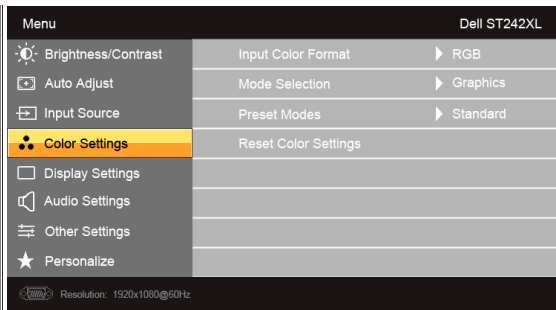 Menu Dell ST242XL
Brightness/Contrast Input Color Format RGB
Auto Adjust Mode Selection Graphics
Input Source Preset Modes Standard
Color Settings Reset Color Settings
Display Settings
Audio Settings
Other Settings
Personalize
Resolution: 1920x1080@60Hz